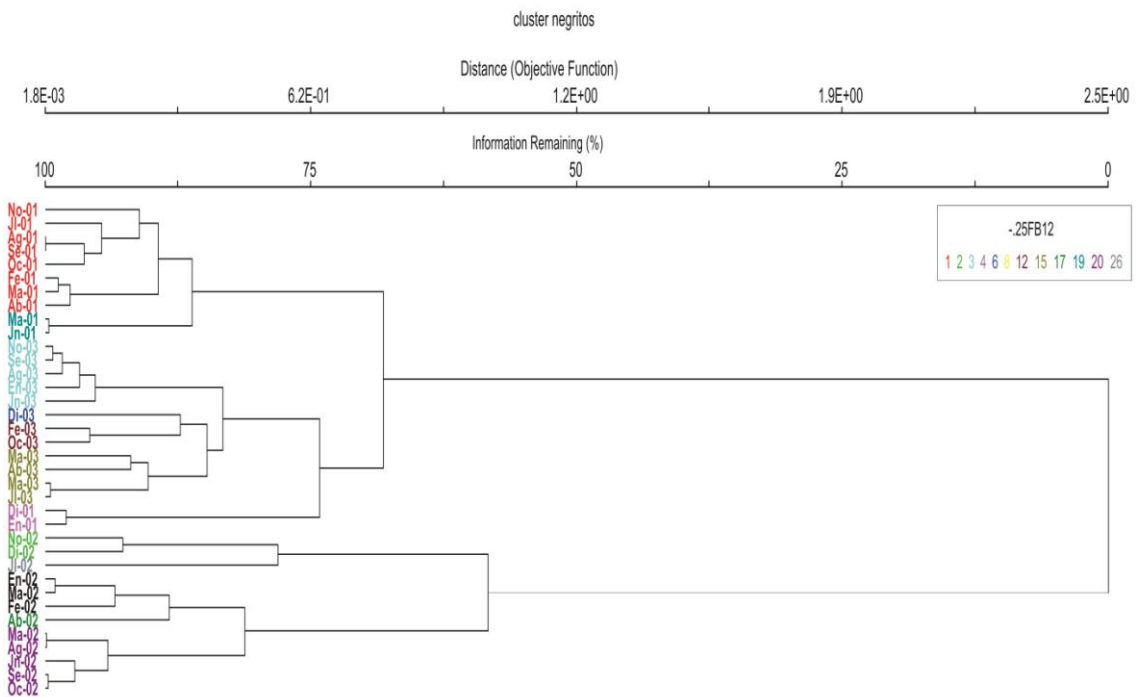 cluster negritos
Distance (Objective Function)
1.8E-03 6.2E-01 1.2E+00 1.9E+00 2.5E+00
Information Remaining (%)
100 75 50 25 0
-.25FB12
1 2 3 4 6 8 12 15 17 19 20 26
No-01
Jl-01
Ag-01
Se-01
Oc-01
Fe-01
Ma-01
Ab-01
Ma-01
Jn-01
No-03
Se-03
Ag-03
En-03
Jn-03
Di-03
Fe-03
Oc-03
Ma-03
Ab-03
Ma-03
Jl-03
Di-01
En-01
No-02
Di-02
Jl-02
En-02
Ma-02
Fe-02
Ab-02
Ma-02
Ag-02
Jn-02
Se-02
Oc-02